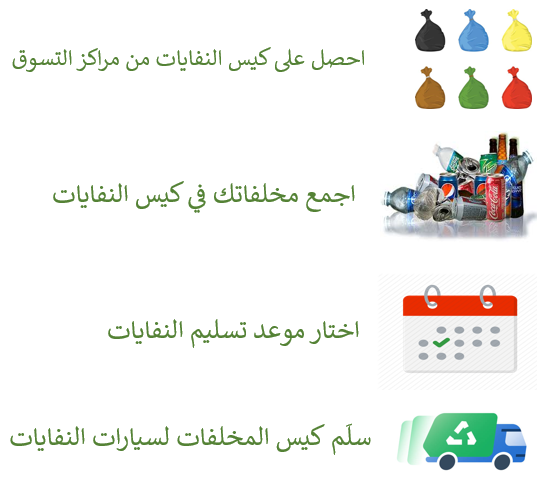 احصل على كيس النفايات من مراكز التسوق
اجمع مخلفاتك في كيس النفايات
اختار موعد تسليم النفايات
سلَم كيس المخلفات لسيارات النفايات